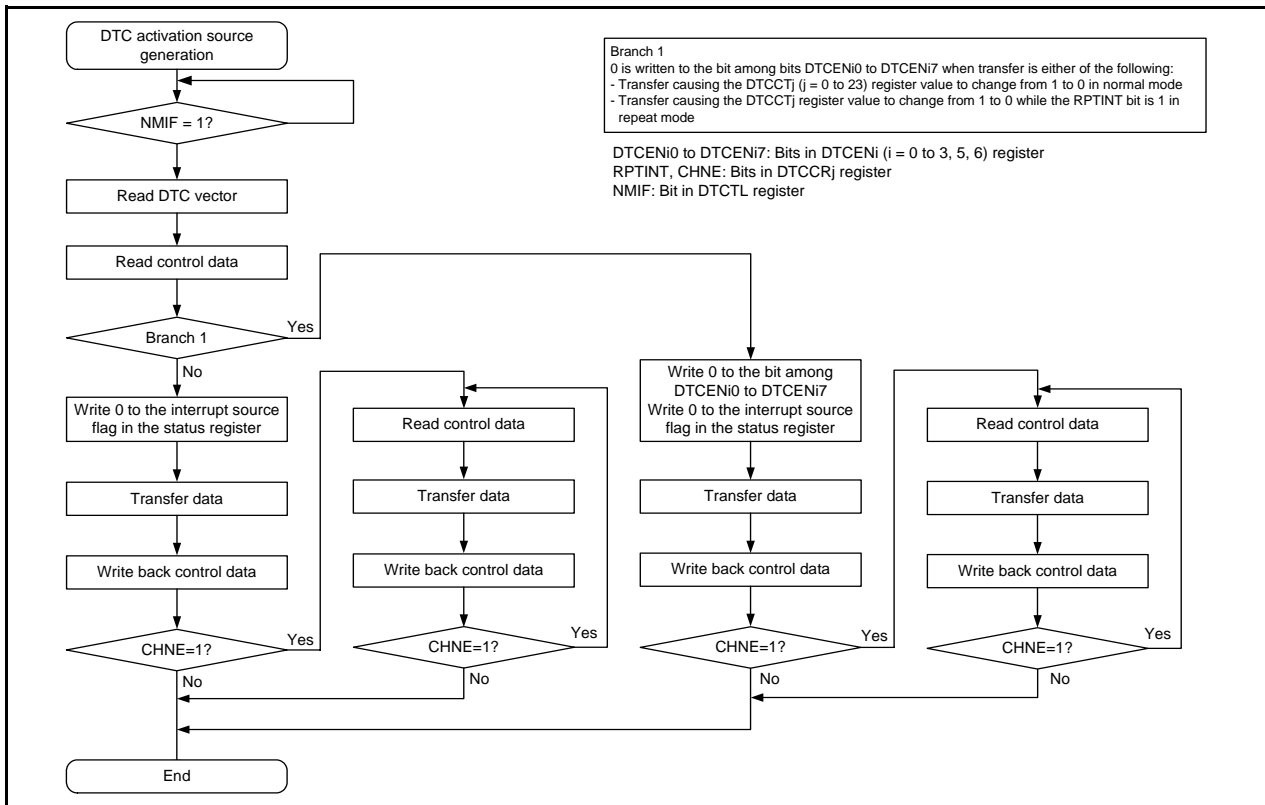 DTC activation source
generation
NMIF = 1?
Read DTC vector
Read control data
Branch 1
Yes
No
Write 0 to the interrupt source
flag in the status register
Transfer data
Write back control data
CHNE=1?
Yes
No
Read control data
Transfer data
Write back control data
CHNE=1?
Yes
No
Write 0 to the bit among
DTCENi0 to DTCENi7
Write 0 to the interrupt source
flag in the status register
Transfer data
Write back control data
CHNE=1?
Yes
No
Read control data
Transfer data
Write back control data
CHNE=1?
Yes
No
End
Branch 1
0 is written to the bit among bits DTCENi0 to DTCENi7 when transfer is either of the following:
- Transfer causing the DTCCTj (j = 0 to 23) register value to change from 1 to 0 in normal mode
- Transfer causing the DTCCTj register value to change from 1 to 0 while the RPTINT bit is 1 in
repeat mode
DTCENi0 to DTCENi7: Bits in DTCENi (i = 0 to 3, 5, 6) register
RPTINT, CHNE: Bits in DTCCRj register
NMIF: Bit in DTCTL register